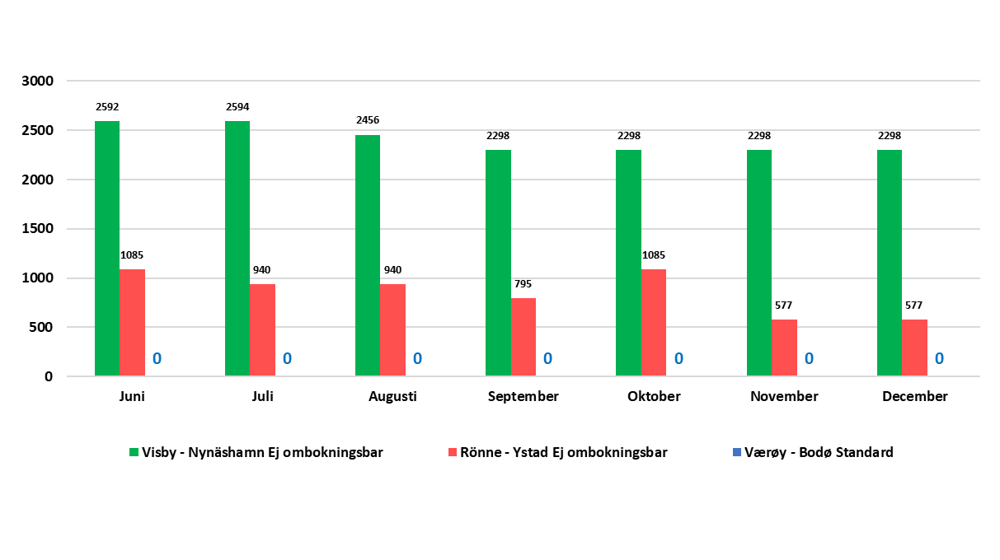 3000
2592
2594
2456
2500
2298
2298
2298
2298
2000
1500
1085
1085
1000
940
940
795
577
577
500
0
0
0
0
0
0
0
0
Juni
Juli
Augusti
September
Oktober
November
December
Visby - Nynäshamn Ej ombokningsbar
Rönne - Ystad Ej ombokningsbar
Værøy - Bodø Standard